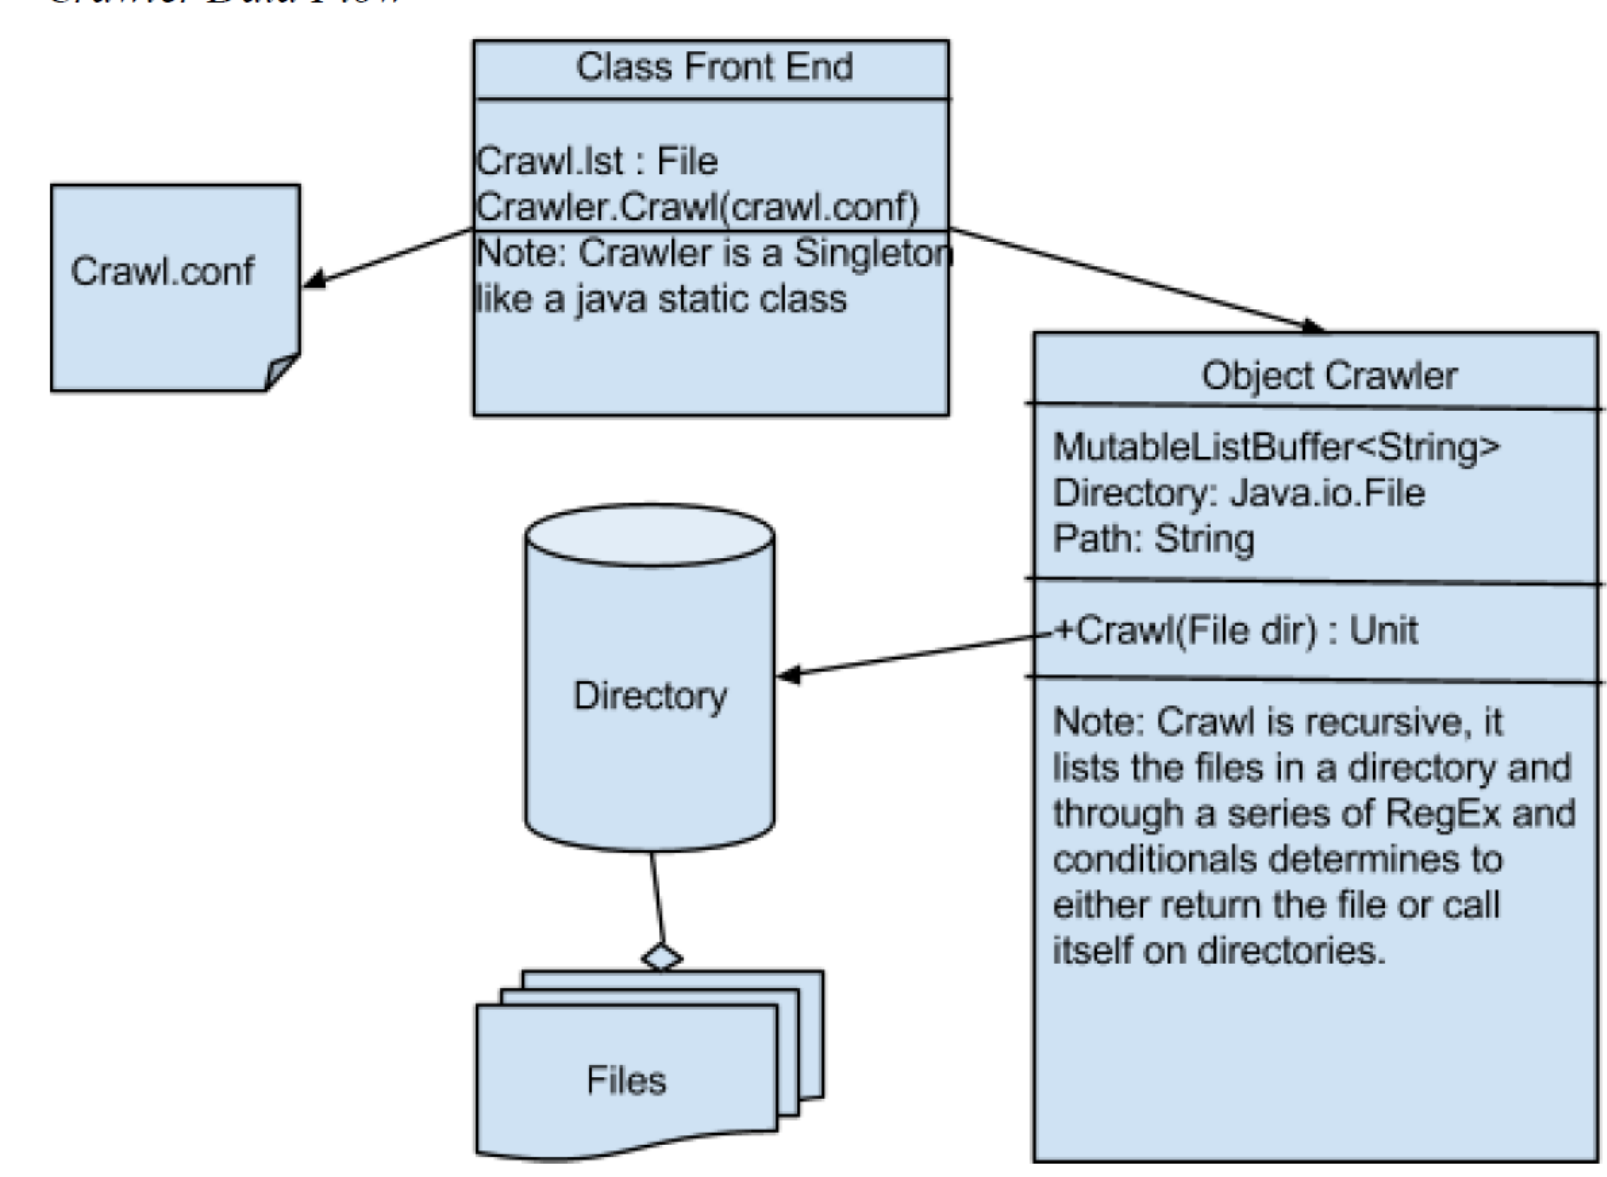 Crawler Data Flow
Class Front End
Crawl.lst : File
Crawler.Crawl(crawl.conf)
Note: Crawler is a Singleton
like a java static class
Crawl.conf
Object Crawler
MutableListBuffer<String>
Directory: Java.io.File
Path: String
+Crawl(File dir) : Unit
Note: Crawl is recursive, it
lists the files in a directory and
through a series of RegEx and
conditionals determines to
either return the file or call
itself on directories.
Directory
Files